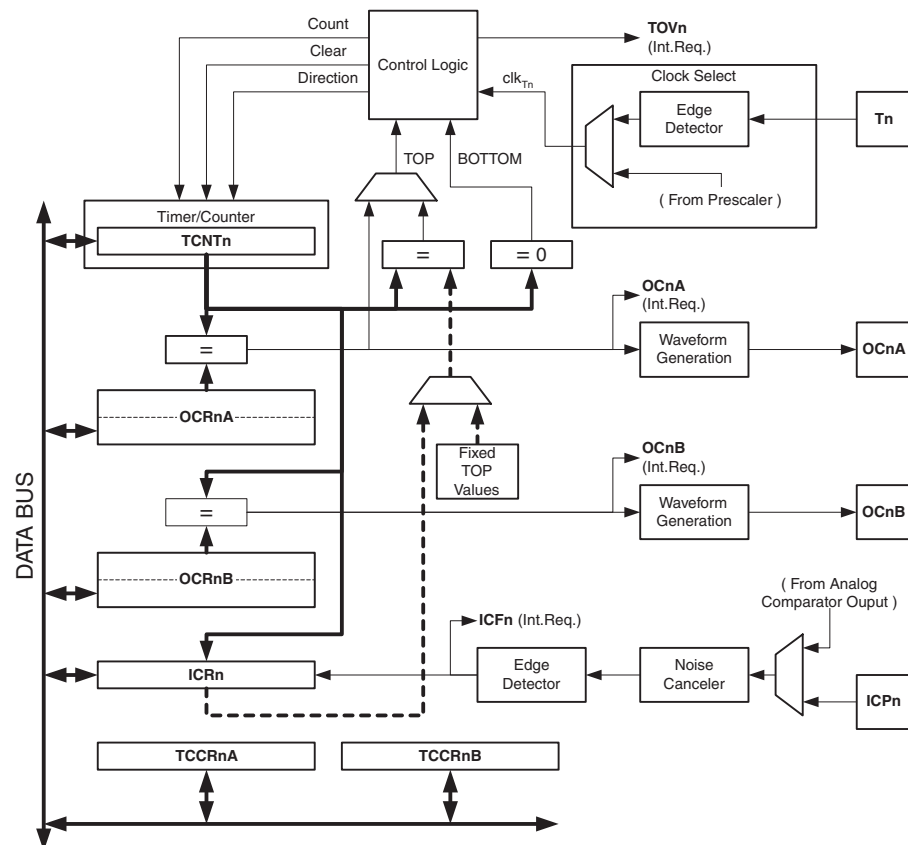 Count
Clear
Direction
Control Logic
TOVn
(Int.Req.)
clkTn
Clock Select
Edge
Detector
Tn
( From Prescaler )
TOP
BOTTOM
Timer/Counter
TCNTn
=
= 0
OCnA
(Int.Req.)
=
Waveform
Generation
OCnA
OCRnA
Fixed
TOP
Values
OCnB
(Int.Req.)
=
Waveform
Generation
OCnB
OCRnB
DATA BUS
( From Analog
Comparator Ouput )
ICFn (Int.Req.)
ICRn
Edge
Detector
Noise
Canceler
ICPn
TCCRnA
TCCRnB